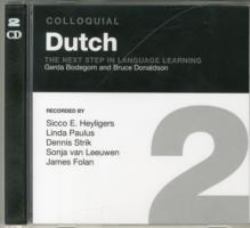 2
CD
COLLOQUIAL
Dutch
THE NEXT STEP IN LANGUAGE LEARNING
Gerda Bodegom and Bruce Donaldson
RECORDED BY
Sicco E. Heyligers
Linda Paulus
Dennis Strik
Sonja van Leeuwen
James Folan
2